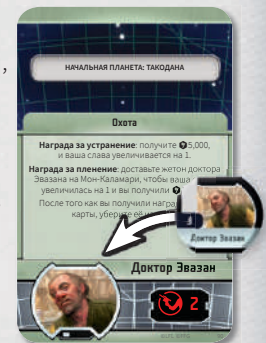 ,
НАЧАЛЬНАЯ ПЛАНЕТА: ТАКОДАНА
Охота
Награда за устранение: получите 5,000,
и ваша слава увеличивается на 1.
Награда за пленение: доставьте жетон доктора
Эвазана на Мон-Каламари, чтобы ваша
увеличилась на 1 и вы получили
После того как вы получили
карты, уберите её
Доктор Эвазан
Доктор Эвазан
2